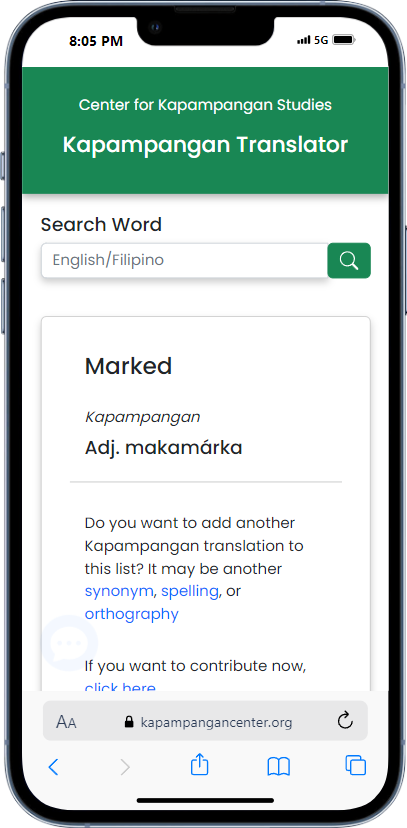 8:05 PM 5G
Center for Kapampangan Studies
Kapampangan Translator
Search Word
English/Filipino
Marked
Kapampangan
Adj. makamárka
Do you want to add another
Kapampangan translation to
this list? It may be another
synonym, spelling, or
orthography
If you want to contribute now,
click here
AA kapampangancenter.org